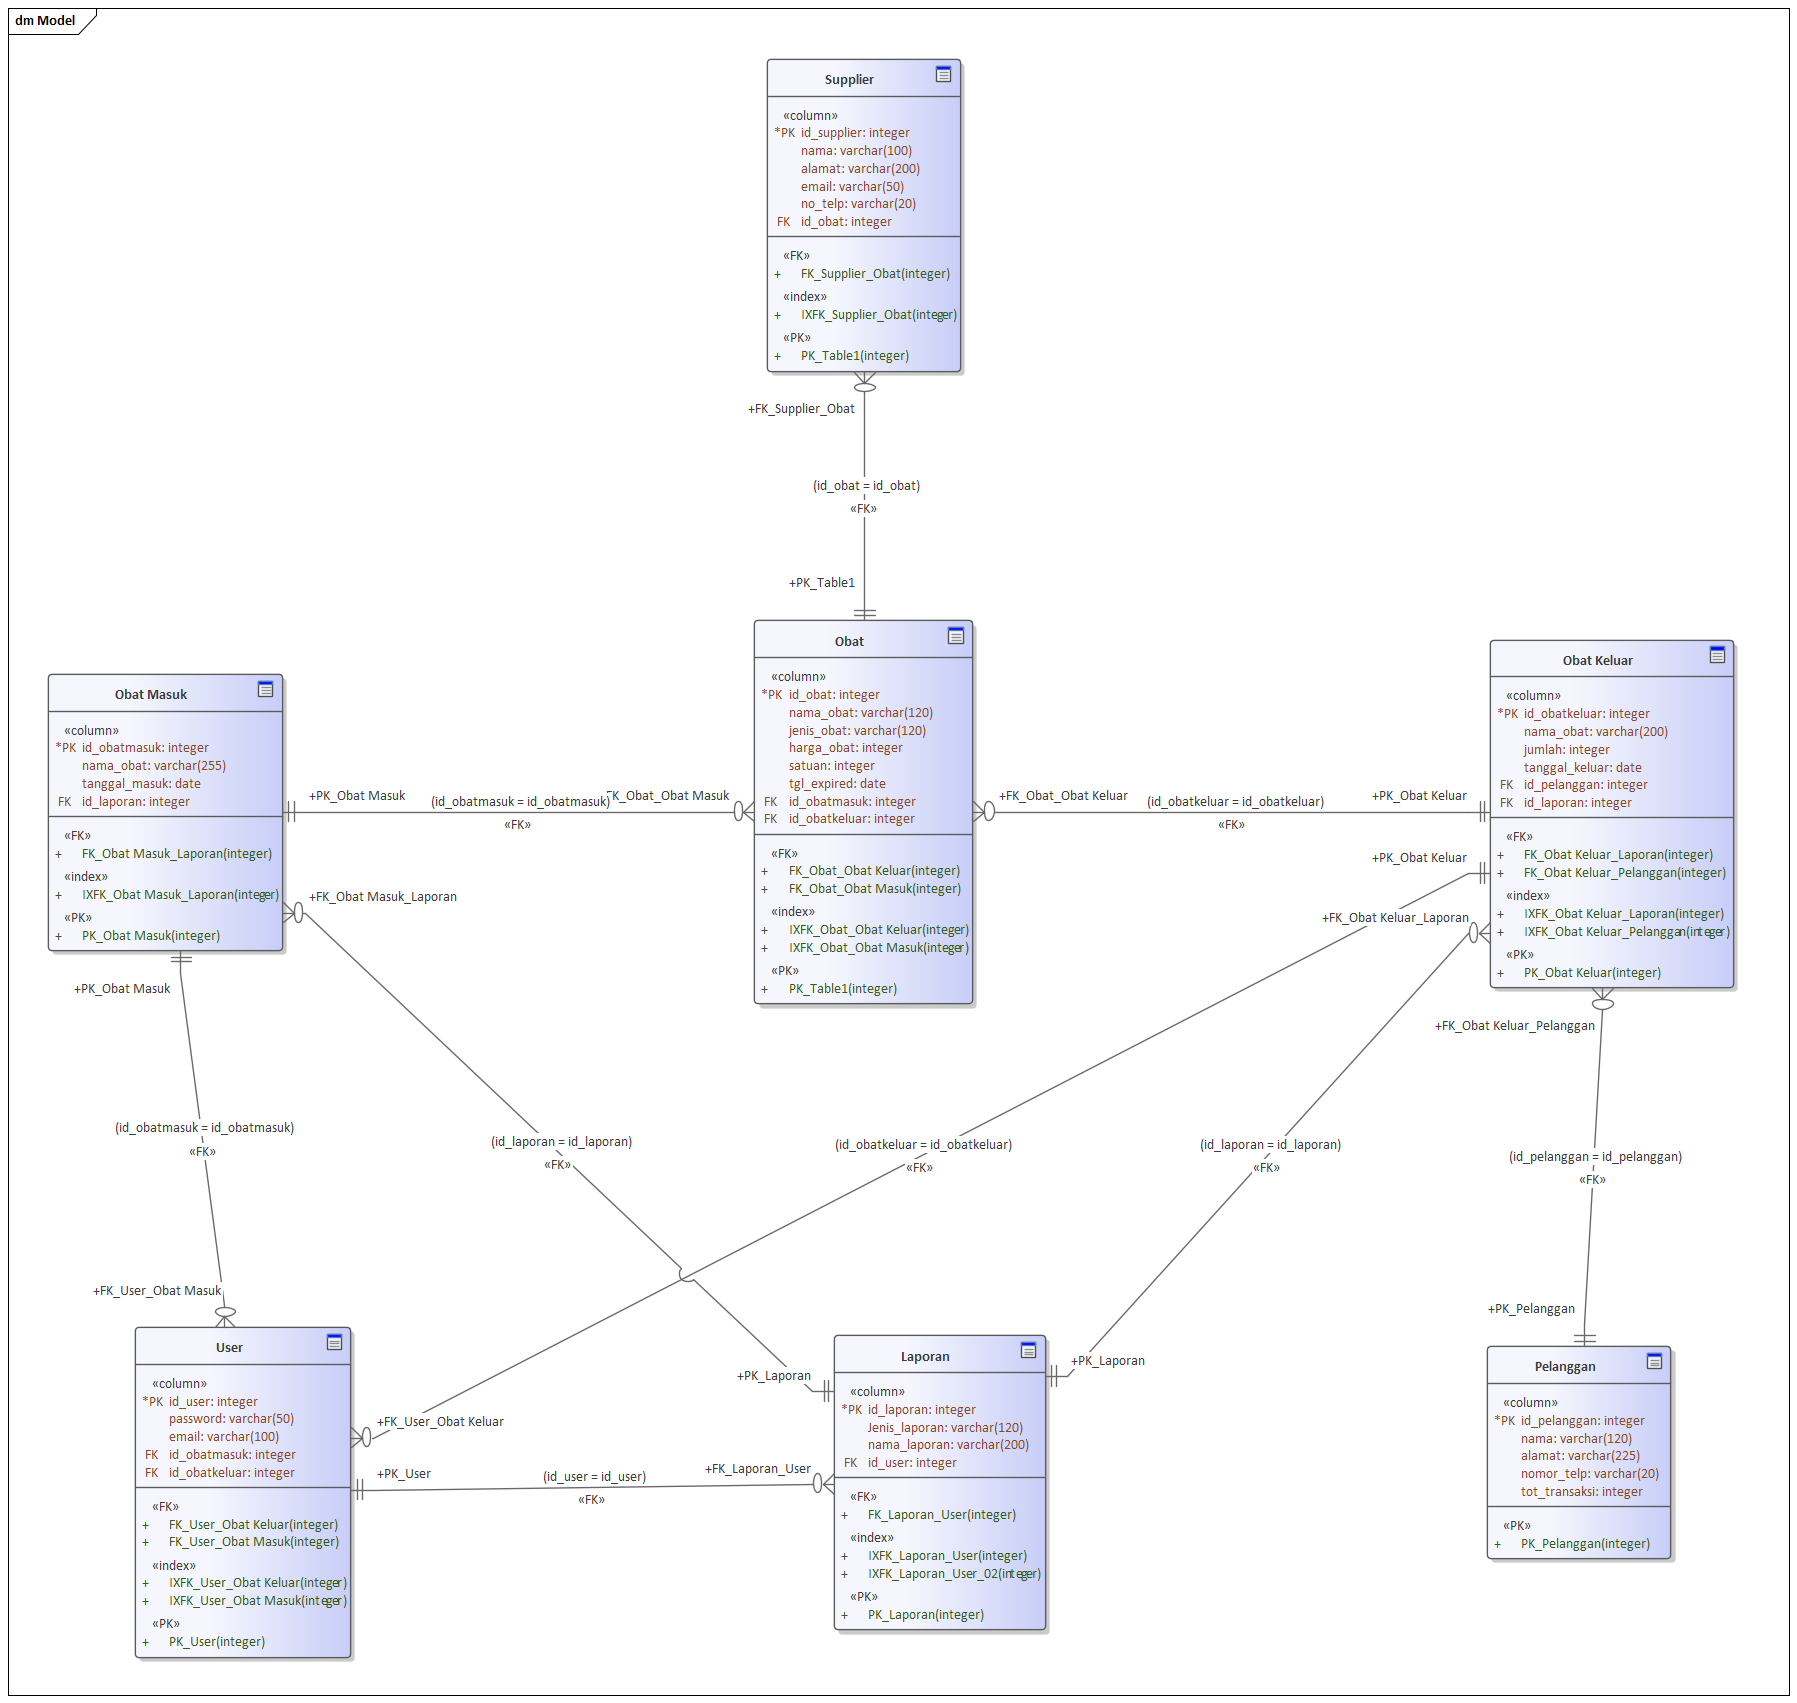 dm Model
Supplier
«column»
*PK id_supplier: integer
nama: varchar(100)
alamat: varchar(200)
email: varchar(50)
no_telp: varchar(20)
FK id_obat: integer
«FK»
+ FK_Supplier_Obat(integer)
«index»
+ IXFK_Supplier_Obat(integer)
«PK»
+ PK_Table1(integer)
+FK_Supplier_Obat
(id_obat = id_obat)
«FK»
+PK_Table1
Obat
«column»
*PK id_obat: integer
nama_obat: varchar(120)
jenis_obat: varchar(120)
harga_obat: integer
satuan: integer
tgl_expired: date
FK id_obatmasuk: integer
FK id_obatkeluar: integer
«FK»
+ FK_Obat_Obat Keluar(integer)
+ FK_Obat_Obat Masuk(integer)
«index»
+ IXFK_Obat_Obat Keluar(integer)
+ IXFK_Obat_Obat Masuk(integer)
«PK»
+ PK_Table1(integer)
Obat Masuk
«column»
*PK id_obatmasuk: integer
nama_obat: varchar(255)
tanggal_masuk: date
FK id_laporan: integer
«FK»
+ FK_Obat Masuk_Laporan(integer)
«index»
+ IXFK_Obat Masuk_Laporan(integer)
«PK»
+ PK_Obat Masuk(integer)
+PK_Obat Masuk
(id_obatmasuk = id_obatmasuk)
FK_Obat_Obat Masuk
«FK»
+FK_Obat_Obat Keluar
(id_obatkeluar = id_obatkeluar)
+PK_Obat Keluar
«FK»
Obat Keluar
«column»
*PK id_obatkeluar: integer
nama_obat: varchar(200)
jumlah: integer
tanggal_keluar: date
FK id_pelanggan: integer
FK id_laporan: integer
«FK»
+ FK_Obat Keluar_Laporan(integer)
+ FK_Obat Keluar_Pelanggan(integer)
«index»
+ IXFK_Obat Keluar_Laporan(integer)
+ IXFK_Obat Keluar_Pelanggan(integer)
«PK»
+ PK_Obat Keluar(integer)
+PK_Obat Keluar
+FK_Obat Masuk_Laporan
+FK_Obat Keluar_Laporan
+PK_Obat Masuk
+FK_Obat Keluar_Pelanggan
(id_obatmasuk = id_obatmasuk)
«FK»
(id_laporan = id_laporan)
«FK»
(id_obatkeluar = id_obatkeluar)
«FK»
(id_laporan = id_laporan)
«FK»
(id_pelanggan = id_pelanggan)
«FK»
+FK_User_Obat Masuk
+PK_Pelanggan
+PK_Laporan
+PK_Laporan
User
«column»
*PK id_user: integer
password: varchar(50)
email: varchar(100)
FK id_obatmasuk: integer
FK id_obatkeluar: integer
«FK»
+ FK_User_Obat Keluar(integer)
+ FK_User_Obat Masuk(integer)
«index»
+ IXFK_User_Obat Keluar(integer)
+ IXFK_User_Obat Masuk(integer)
«PK»
+ PK_User(integer)
+FK_User_Obat Keluar
+PK_User
(id_user = id_user)
+FK_Laporan_User
«FK»
Laporan
«column»
*PK id_laporan: integer
Jenis_laporan: varchar(120)
nama_laporan: varchar(200)
FK id_user: integer
«FK»
+ FK_Laporan_User(integer)
«index»
+ IXFK_Laporan_User(integer)
+ IXFK_Laporan_User_02(integer)
«PK»
+ PK_Laporan(integer)
Pelanggan
«column»
*PK id_pelanggan: integer
nama: varchar(120)
alamat: varchar(225)
nomor_telp: varchar(20)
tot_transaksi: integer
«PK»
+ PK_Pelanggan(integer)